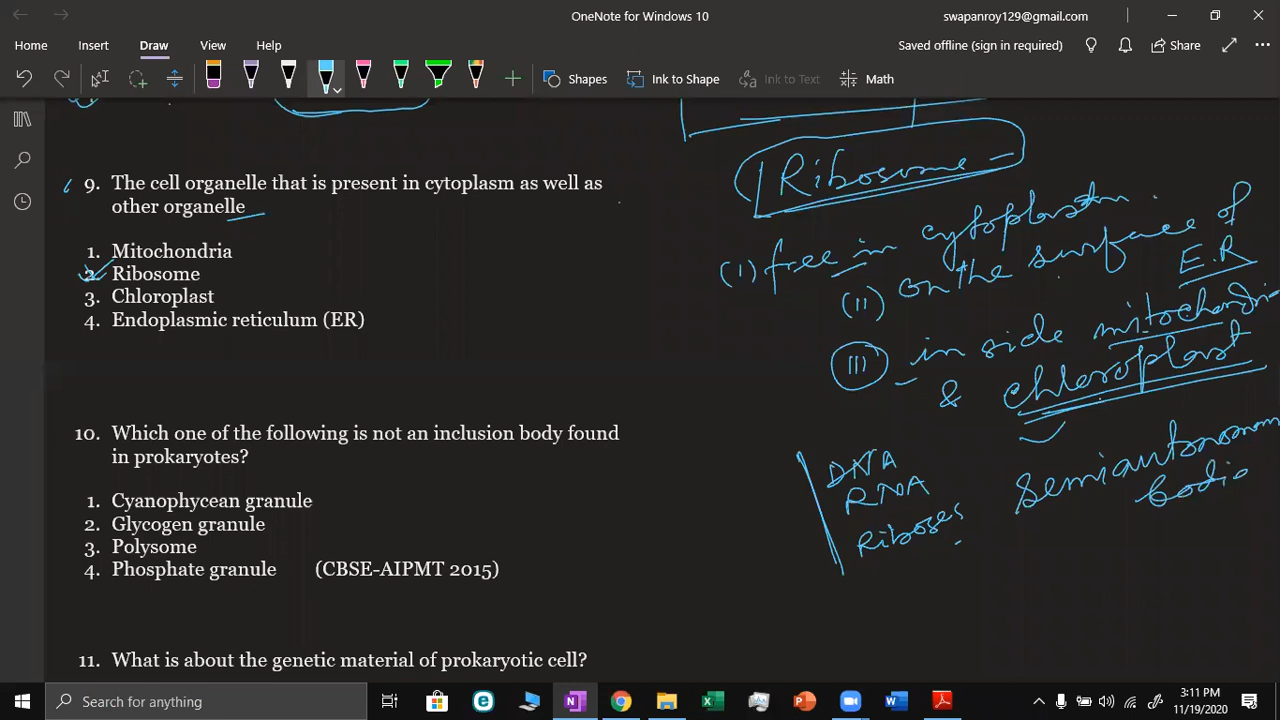 OneNote for Windows 10
swapanroy129@gmail.com
Home Insert Draw View Help
Saved offline (sign in required)
Share
Shapes
Ink to Shape
Ink to Text
Math
9. The cell organelle that is present in cytoplasm as well as
other organelle
1. Mitochondria
2. Ribosome
3. Chloroplast
4. Endoplasmic reticulum (ER)
10. Which one of the following is not an inclusion body found
in prokaryotes?
1. Cyanophycean granule
2. Glycogen granule
3. Polysome
4. Phosphate granule (CBSE-AIPMT 2015)
11. What is about the genetic material of prokaryotic cell?
Ribosome
(I) free in cytoplasm
(II) on the surface of
E.R
III in side mitochondria
& chloroplast
DNA
RNA
Riboses
semiautonomou
bodie
Search for anything
3:11 PM
11/19/2020